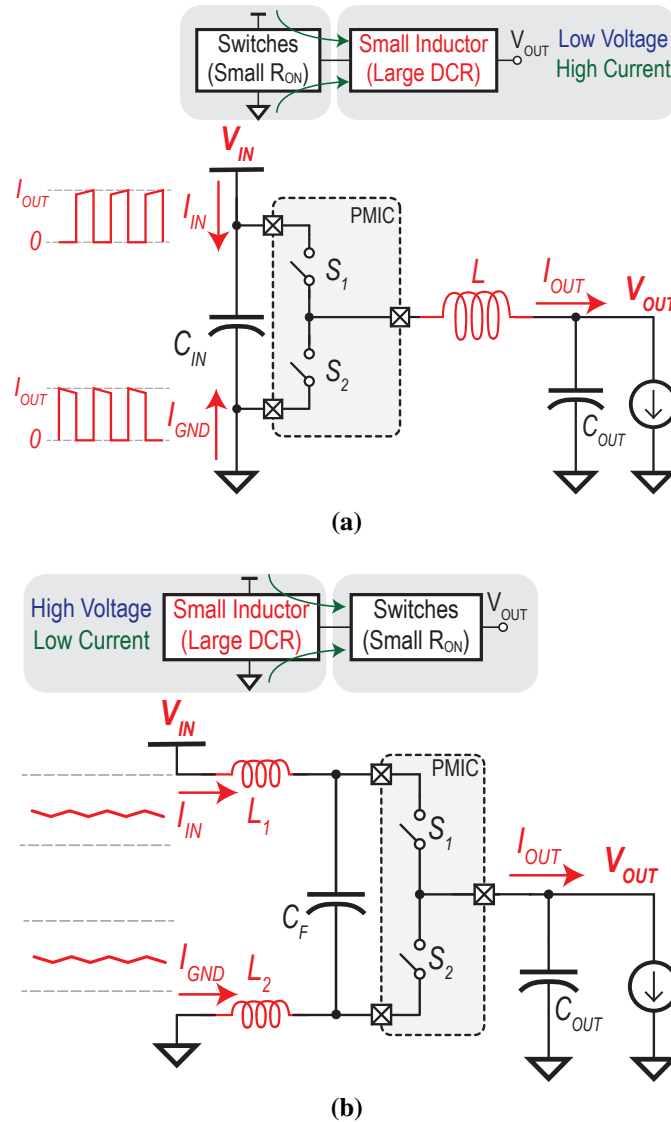 Switches
(Small RON)
Small Inductor
(Large DCR)
VOUT
Low Voltage
High Current
VIN
IOUT
0
IIN
PMIC
S1
L
IOUT
VOUT
CIN
S2
COUT
IOUT
0
IGND
(a)
High Voltage
Low Current
Small Inductor
(Large DCR)
Switches
(Small RON)
VOUT
VIN
PMIC
IIN
L1
S1
IOUT
VOUT
CF
IGND
L2
S2
COUT
(b)